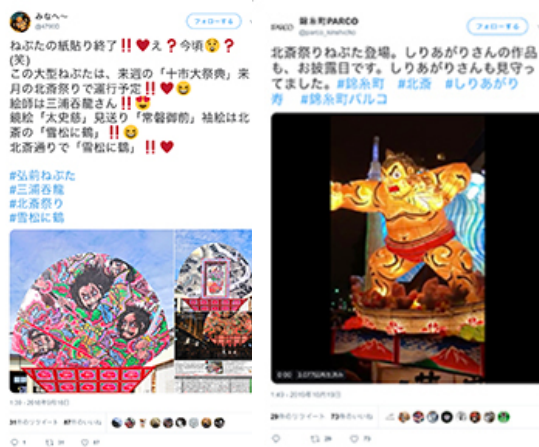 みなへ〜
フォローする
ねぷたの紙貼り終了‼️❤️え❓今頃😲❓
(笑)
この大型ねぷたは、来週の「十市大祭典」来
月の北斎祭りで運行予定‼️❤️😆
絵師は三浦呑龍さん‼️😍
鏡絵「太史慈」見送り「常磐御前」袖絵は北
斎の「雪松に鶴」‼️😆
北斎通りで「雪松に鶴」‼️❤️
#弘前ねぷた
#三浦呑龍
#北斎祭り
#雪松に鶴
錦糸町PARCO
フォローする
北斎祭りねぷた登場。しりあがりさんの作品
も、お披露目です。しりあがりさんも見守っ
てました。#錦糸町 #北斎 #しりあがり
寿 #錦糸町パルコ